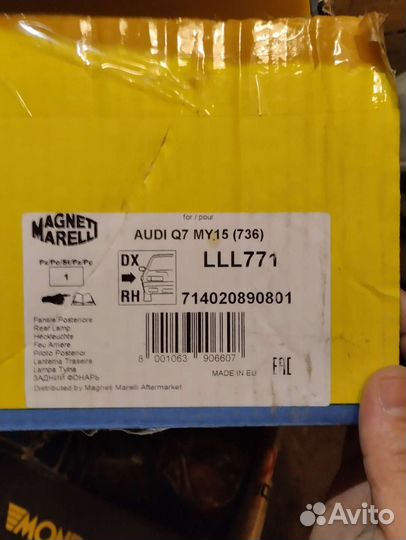 for / pour
MAGNETI
MARELLI
AUDI Q7 MY15 (736)
Pz/Pc/St/Pz/Pç
1
DX
RH
LLL771
714020890801
Fanale Posteriore
Rear Lamp
Heckleuchte
Feu Arriere
Piloto Posterior
Lanterna Traseira
Lampa Tylna
ЗАДНИЙ ФОНАРЬ
8 001063 906607
MADE IN EU
EAC
Distributed by Magneti Marelli Aftermarket
MON
Avito